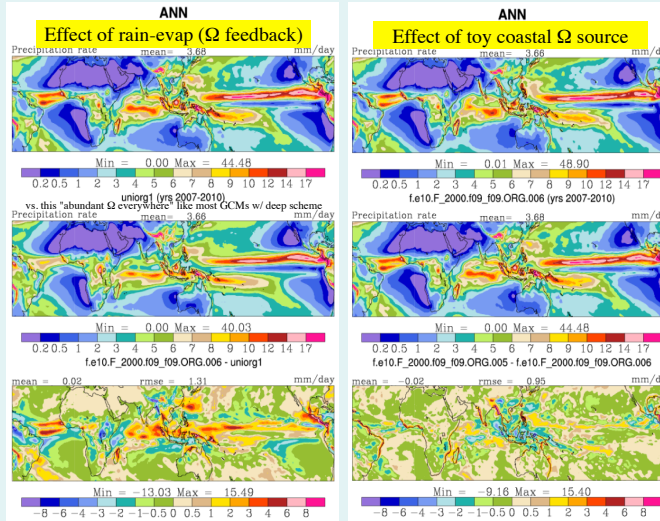 ANN
Effect of rain-evap (Ω feedback)
Precipitation rate mean= 3.68 mm/day
Min = 0.00 Max = 44.48
0.2 0.5 1 2 3 4 5 6 7 8 9 10 12 14 17
uniorg1 (yrs 2007-2010)
vs. this "abundant Ω everywhere" like most GCMs w/ deep scheme
Precipitation rate mean= 3.66 mm/day
Min = 0.00 Max = 40.03
0.2 0.5 1 2 3 4 5 6 7 8 9 10 12 14 17
f.e10.F_2000.f09_f09.ORG.006 - uniorg1
mean = 0.02 rmse = 1.31 mm/day
Min = -13.03 Max = 15.49
-8 -6 -4 -3 -2 -1 -0.5 0 0.5 1 2 3 4 6 8
ANN
Effect of toy coastal Ω source
Precipitation rate mean= 3.66 mm/day
Min = 0.01 Max = 48.90
0.2 0.5 1 2 3 4 5 6 7 8 9 10 12 14 17
f.e10.F_2000.f09_f09.ORG.006 (yrs 2007-2010)
Precipitation rate mean= 3.68 mm/day
Min = 0.00 Max = 44.48
0.2 0.5 1 2 3 4 5 6 7 8 9 10 12 14 17
f.e10.F_2000.f09_f09.ORG.005 - f.e10.F_2000.f09_f09.ORG.006
mean = -0.02 rmse = 0.95 mm/day
Min = -9.16 Max = 15.40
-8 -6 -4 -3 -2 -1 -0.5 0 0.5 1 2 3 4 6 8